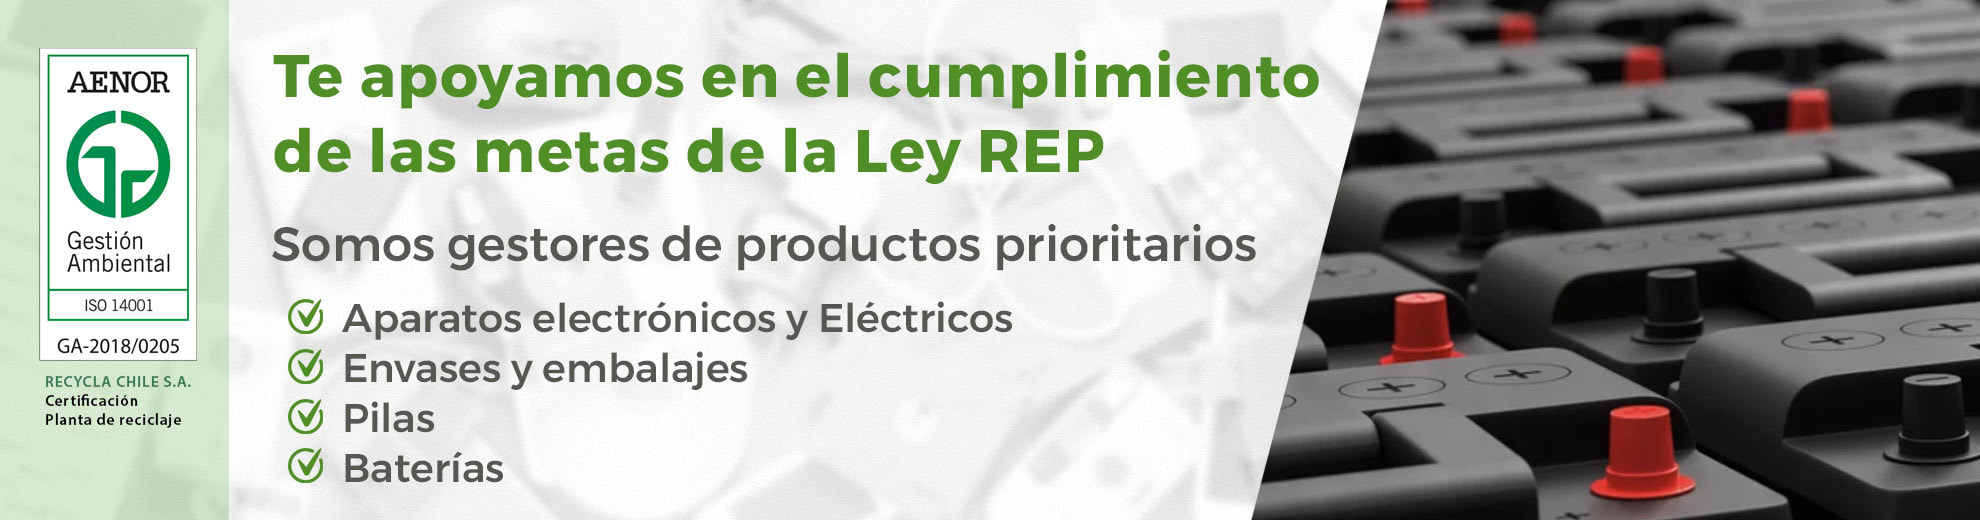 AENOR
Gestión
Ambiental
ISO 14001
GA-2018/0205
RECYCLA CHILE S.A.
Certificación
Planta de reciclaje
Te apoyamos en el cumplimiento
de las metas de la Ley REP
Somos gestores de productos prioritarios
Aparatos electrónicos y Eléctricos
Envases y embalajes
Pilas
Baterías